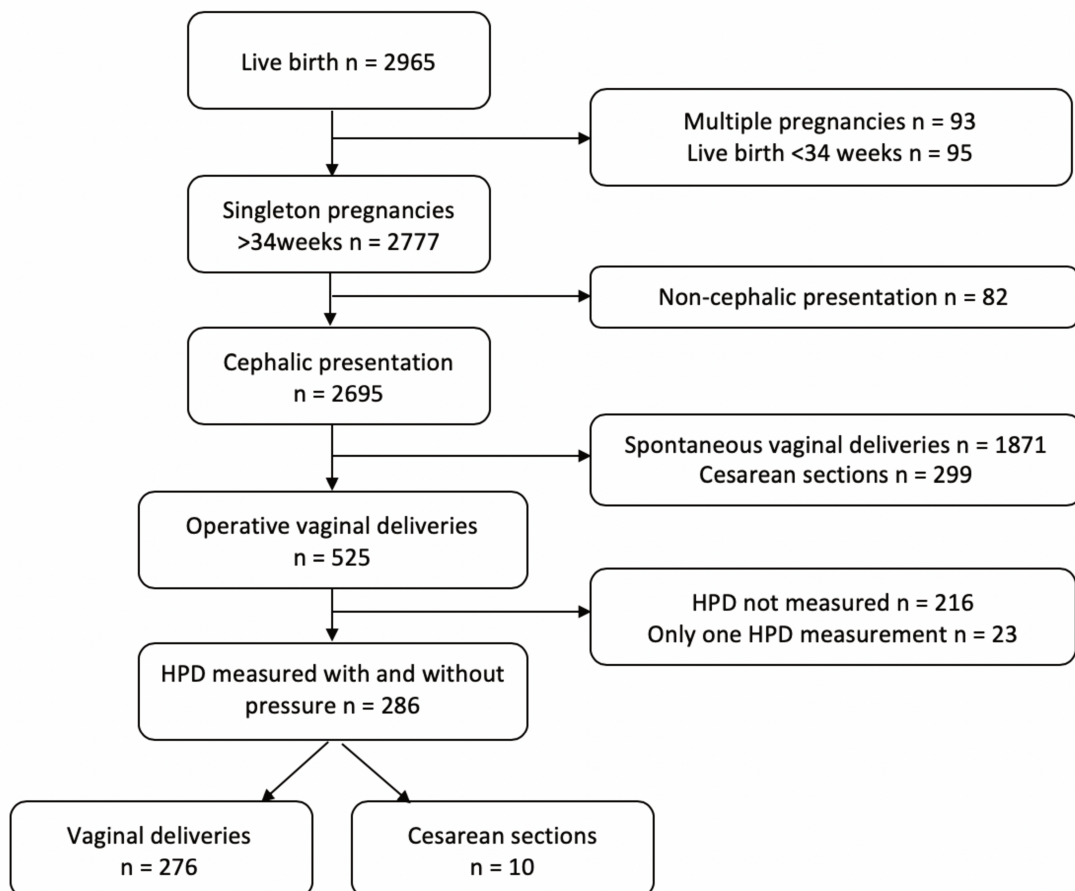 Live birth n = 2965
Multiple pregnancies n = 93
Live birth <34 weeks n = 95
Singleton pregnancies
>34weeks n = 2777
Non-cephalic presentation n = 82
Cephalic presentation
n = 2695
Spontaneous vaginal deliveries n = 1871
Cesarean sections n = 299
Operative vaginal deliveries
n = 525
HPD not measured n = 216
Only one HPD measurement n = 23
HPD measured with and without
pressure n = 286
Vaginal deliveries
n = 276
Cesarean sections
n = 10